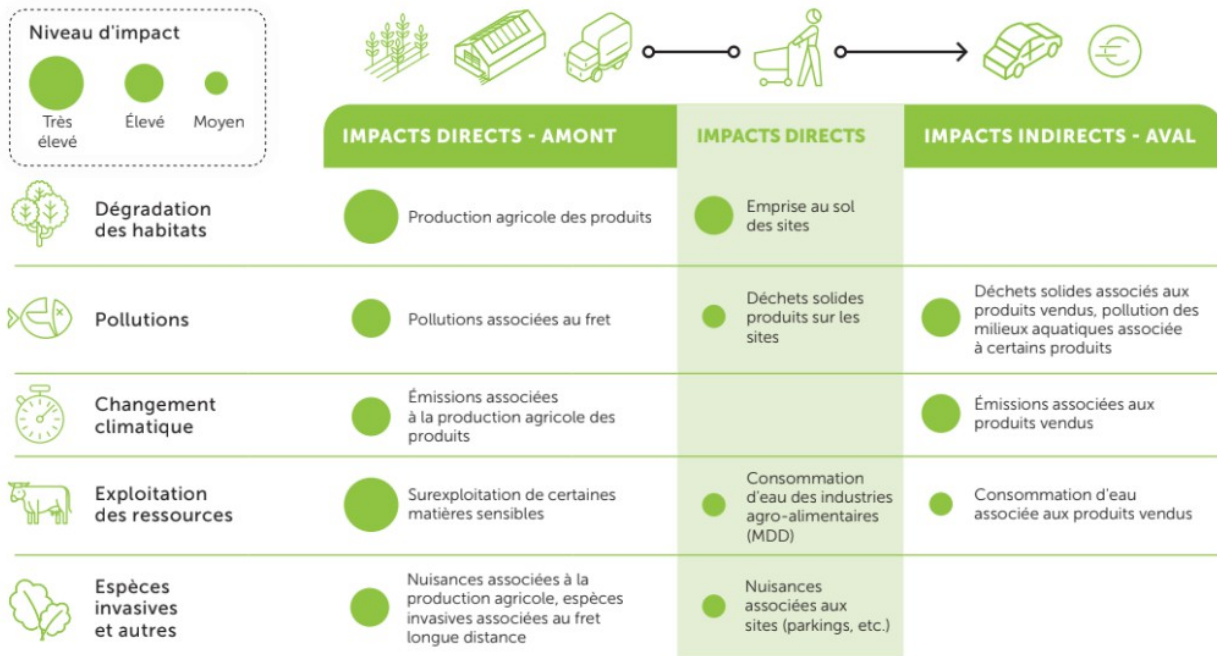 Niveau d'impact
Très
élevé
Élevé
Moyen
IMPACTS DIRECTS - AMONT
IMPACTS DIRECTS
IMPACTS INDIRECTS - AVAL
Dégradation
des habitats
Production agricole des produits
Emprise au sol
des sites
Pollutions
Pollutions associées au fret
Déchets solides
produits sur les
sites
Déchets solides associés aux
produits vendus, pollution des
milieux aquatiques associée
à certains produits
Changement
climatique
Émissions associées
à la production agricole des
produits
Émissions associées aux
produits vendus
Exploitation
des ressources
Surexploitation de certaines
matières sensibles
Consommation
d'eau des industries
agro-alimentaires
(MDD)
Consommation d'eau
associée aux produits vendus
Espèces
invasives
et autres
Nuisances associées à la
production agricole, espèces
invasives associées au fret
longue distance
Nuisances
associées aux
sites (parkings, etc.)